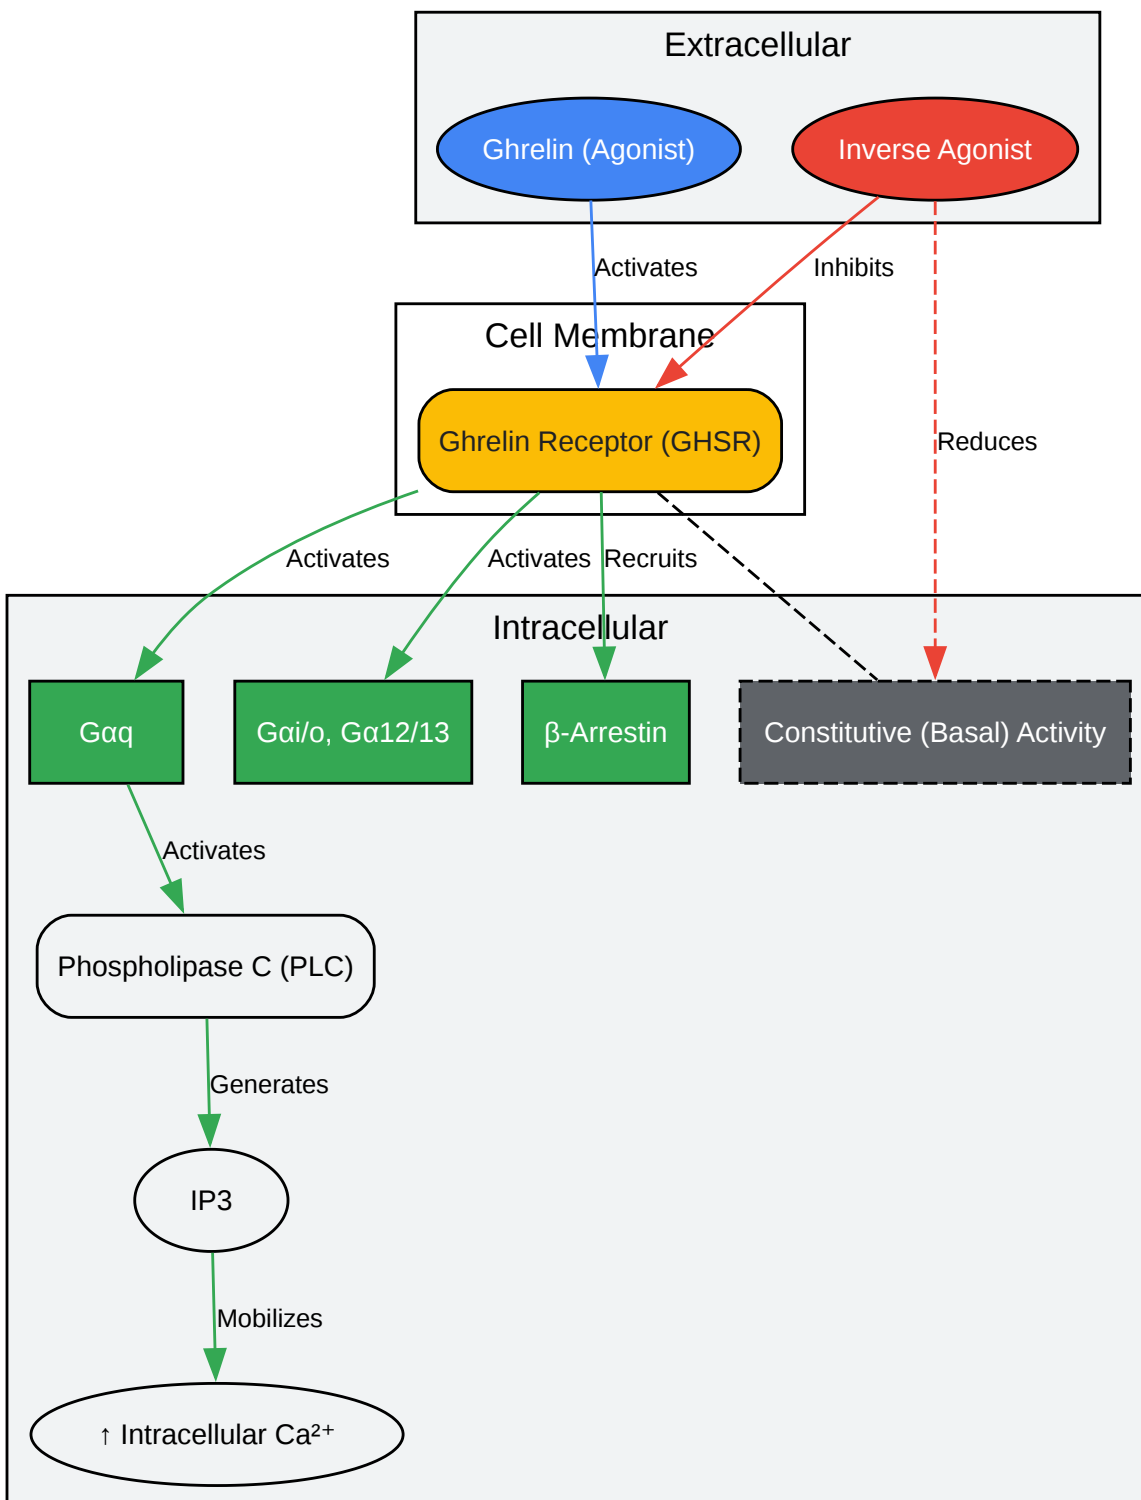 Extracellular
Ghrelin (Agonist)
Inverse Agonist
Activates
Inhibits
Cell Membrane
Ghrelin Receptor (GHSR)
Reduces
Activates
Activates
Recruits
Intracellular
Gαq
Gαi/o, Gα12/13
β-Arrestin
Constitutive (Basal) Activity
Activates
Phospholipase C (PLC)
Generates
IP3
Mobilizes
↑ Intracellular Ca²⁺